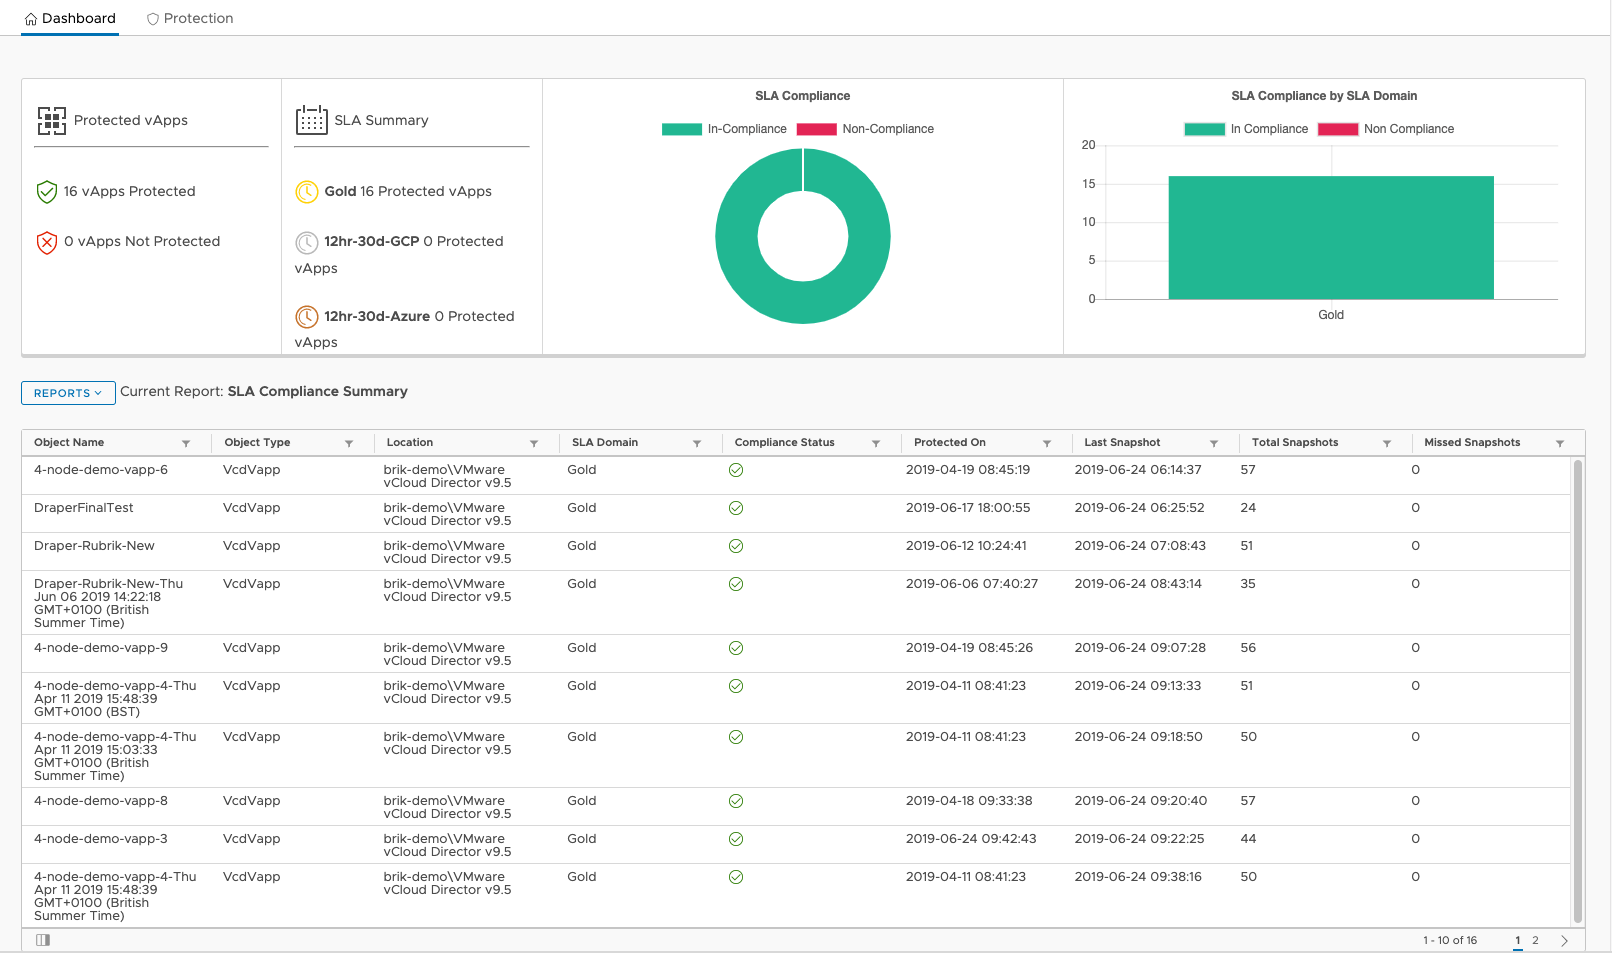 Dashboard Protection
Protected vApps
16 vApps Protected
0 vApps Not Protected
SLA Summary
Gold 16 Protected vApps
12hr-30d-GCP 0 Protected
vApps
12hr-30d-Azure 0 Protected
vApps
SLA Compliance
In-Compliance Non-Compliance
SLA Compliance by SLA Domain
In Compliance Non Compliance
20
15
10
5
0
Gold
REPORTS Current Report: SLA Compliance Summary
Object Name Object Type Location SLA Domain Compliance Status Protected On Last Snapshot Total Snapshots Missed Snapshots
4-node-demo-vapp-6 VcdVapp brik-demo\VMware Gold 2019-04-19 08:45:19 2019-06-24 06:14:37 57 0
vCloud Director v9.5
DraperFinalTest VcdVapp brik-demo\VMware Gold 2019-06-17 18:00:55 2019-06-24 06:25:52 24 0
vCloud Director v9.5
Draper-Rubrik-New VcdVapp brik-demo\VMware Gold 2019-06-12 10:24:41 2019-06-24 07:08:43 51 0
vCloud Director v9.5
Draper-Rubrik-New-Thu VcdVapp brik-demo\VMware Gold 2019-06-06 07:40:27 2019-06-24 08:43:14 35 0
Jun 06 2019 14:22:18 vCloud Director v9.5
GMT+0100 (British
Summer Time)
4-node-demo-vapp-9 VcdVapp brik-demo\VMware Gold 2019-04-19 08:45:26 2019-06-24 09:07:28 56 0
vCloud Director v9.5
4-node-demo-vapp-4-Thu VcdVapp brik-demo\VMware Gold 2019-04-11 08:41:23 2019-06-24 09:13:33 51 0
Apr 11 2019 15:48:39 vCloud Director v9.5
GMT+0100 (BST)
4-node-demo-vapp-4-Thu VcdVapp brik-demo\VMware Gold 2019-04-11 08:41:23 2019-06-24 09:18:50 50 0
Apr 11 2019 15:03:33 vCloud Director v9.5
GMT+0100 (British
Summer Time)
4-node-demo-vapp-8 VcdVapp brik-demo\VMware Gold 2019-04-18 09:33:38 2019-06-24 09:20:40 57 0
vCloud Director v9.5
4-node-demo-vapp-3 VcdVapp brik-demo\VMware Gold 2019-06-24 09:42:43 2019-06-24 09:22:25 44 0
vCloud Director v9.5
4-node-demo-vapp-4-Thu VcdVapp brik-demo\VMware Gold 2019-04-11 08:41:23 2019-06-24 09:38:16 50 0
Apr 11 2019 15:48:39 vCloud Director v9.5
GMT+0100 (British
Summer Time)
1 - 10 of 16 1 2